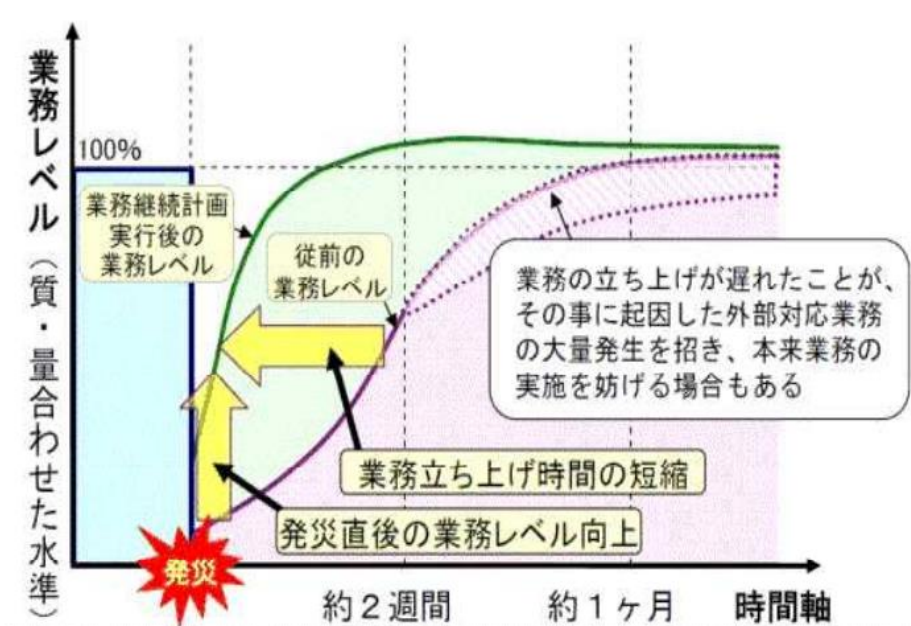 業務レベル（質・量合わせた水準）
100%
業務継続計画
実行後の
業務レベル
従前の
業務レベル
業務の立ち上げが遅れたことが、
その事に起因した外部対応業務
の大量発生を招き、本来業務の
実施を妨げる場合もある
業務立ち上げ時間の短縮
発災直後の業務レベル向上
発災
約２週間
約１ヶ月
時間軸